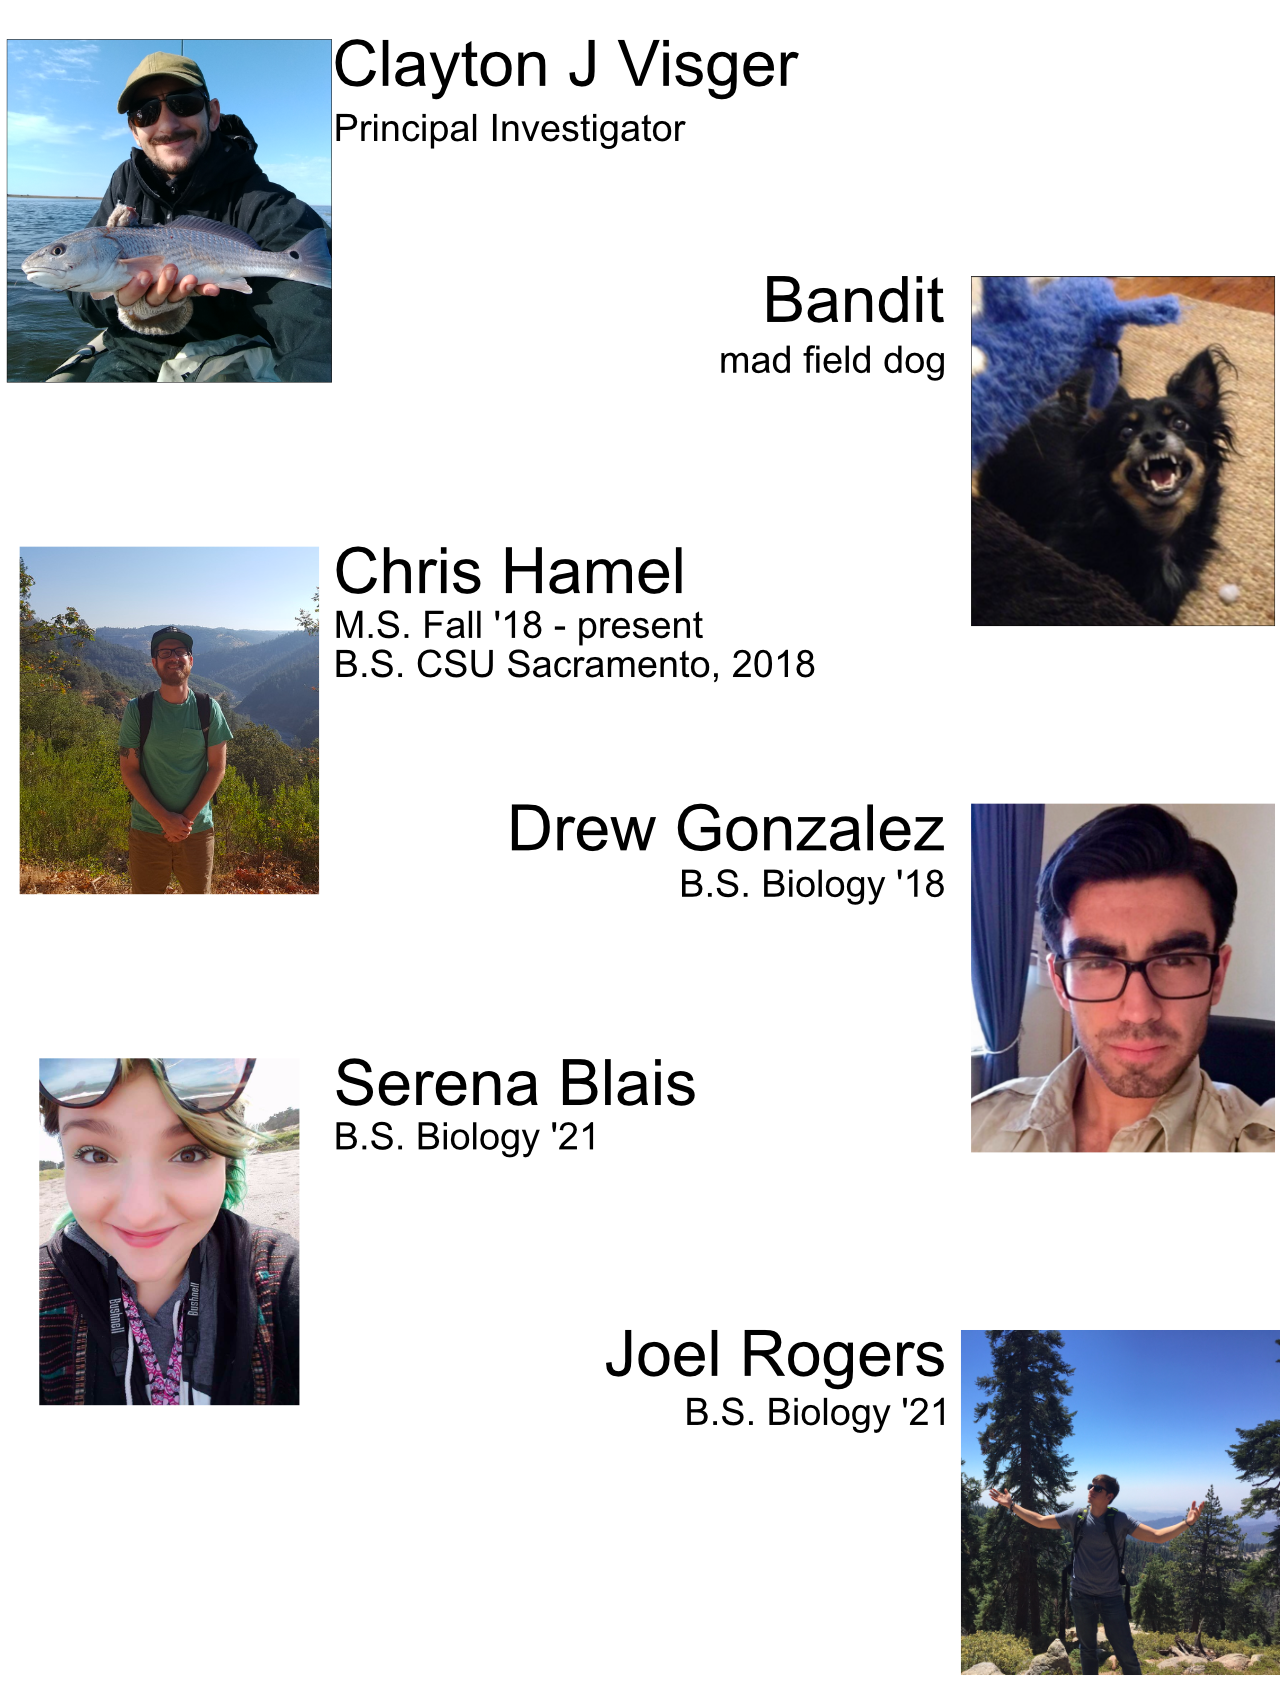 Clayton J Visger
Principal Investigator
Bandit
mad field dog
Chris Hamel
M.S. Fall '18 - present
B.S. CSU Sacramento, 2018
Drew Gonzalez
B.S. Biology '18
Serena Blais
B.S. Biology '21
Bushnell
Bushnell
Joel Rogers
B.S. Biology '21